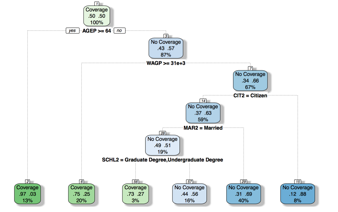 Coverage
.50 .50
100%
yes AGEP >= 64 no
No Coverage
.43 .57
87%
WAGP >= 31e+3
No Coverage
.34 .66
67%
CIT2 = Citizen
No Coverage
.37 .63
59%
MAR2 = Married
No Coverage
.49 .51
19%
SCHL2 = Graduate Degree,Undergraduate Degree
Coverage Coverage Coverage No Coverage No Coverage No Coverage
.97 .03 .75 .25 .73 .27 .44 .56 .31 .69 .12 .88
13% 20% 3% 16% 40% 8%